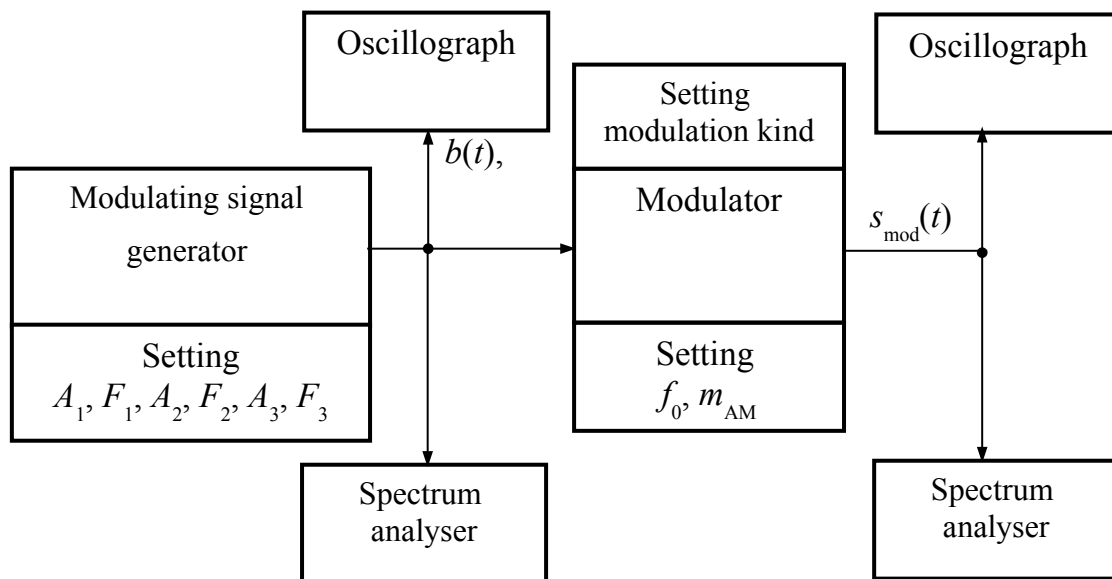 Oscillograph
Oscillograph
Setting
modulation kind
b(t),
Modulating signal
generator
Modulator
s_mod(t)
Setting
A_1, F_1, A_2, F_2, A_3, F_3
Setting
f_0, m_AM
Spectrum
analyser
Spectrum
analyser